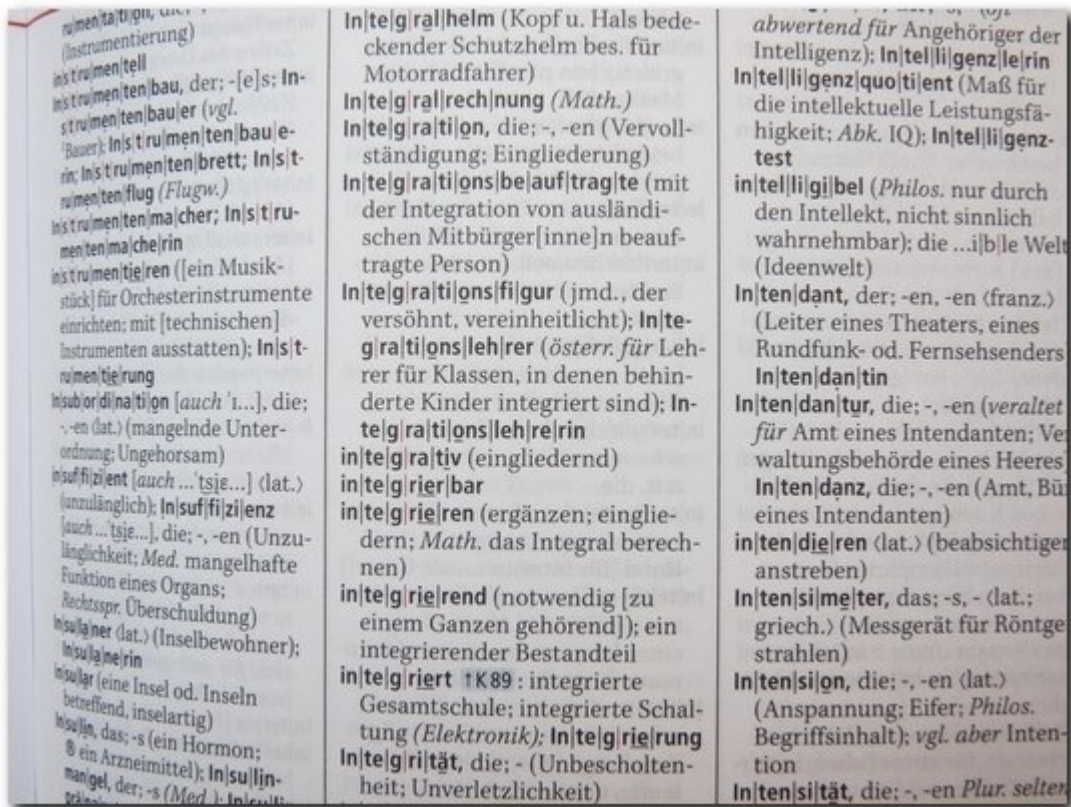 ru|men|ta|ti|on, die; -, -en
(Instrumentierung)
in|s|t|ru|men|tell
In|s|t|ru|men|ten|bau, der; -[e]s; In-
s|t|ru|men|ten|bau|er (vgl.
¹Bauer); In|s|t|ru|men|ten|bau|e-
rin; In|s|t|ru|men|ten|brett; In|s|t-
ru|men|ten|flug (Flugw.)
In|s|t|ru|men|ten|ma|cher; In|s|t|ru-
men|ten|ma|che|rin
in|s|t|ru|men|tie|ren ([ein Musik-
stück] für Orchesterinstrumente
einrichten; mit [technischen]
Instrumenten ausstatten); In|s|t-
ru|men|tie|rung
In|sub|or|di|na|ti|on [auch 'ɪ...], die;
-, -en ⟨lat.⟩ (mangelnde Unter-
ordnung; Ungehorsam)
in|suf|fi|zi|ent [auch ...'tsie...] ⟨lat.⟩
(unzulänglich); In|suf|fi|zi|enz
[auch ...'tsie...], die; -, -en (Unzu-
länglichkeit; Med. mangelhafte
Funktion eines Organs;
Rechtsspr. Überschuldung)
In|su|la|ner ⟨lat.⟩ (Inselbewohner);
In|su|la|ne|rin
in|su|lar (eine Insel od. Inseln
betreffend, inselartig)
In|su|lin, das; -s (ein Hormon;
® ein Arzneimittel); In|su|lin-
man|gel, der; -s (Med.); In|su|lin-
In|te|g|ral|helm (Kopf u. Hals bede-
ckender Schutzhelm bes. für
Motorradfahrer)
In|te|g|ral|rech|nung (Math.)
In|te|g|ra|ti|on, die; -, -en (Vervoll-
ständigung; Eingliederung)
In|te|g|ra|ti|ons|be|auf|trag|te (mit
der Integration von ausländi-
schen Mitbürger[inne]n beauf-
tragte Person)
In|te|g|ra|ti|ons|fi|gur (jmd., der
versöhnt, vereinheitlicht); In|te-
g|ra|ti|ons|leh|rer (österr. für Leh-
rer für Klassen, in denen behin-
derte Kinder integriert sind); In-
te|g|ra|ti|ons|leh|re|rin
in|te|g|ra|tiv (eingliedernd)
in|te|g|rier|bar
in|te|g|rie|ren (ergänzen; einglie-
dern; Math. das Integral berech-
nen)
in|te|g|rie|rend (notwendig [zu
einem Ganzen gehörend]); ein
integrierender Bestandteil
in|te|g|riert ↑K 89: integrierte
Gesamtschule; integrierte Schal-
tung (Elektronik); In|te|g|rie|rung
In|te|g|ri|tät, die; - (Unbescholten-
heit; Unverletzlichkeit)
abwertend für Angehöriger der
Intelligenz); In|tel|li|genz|le|rin
In|tel|li|genz|quo|ti|ent (Maß für
die intellektuelle Leistungsfä-
higkeit; Abk. IQ); In|tel|li|genz-
test
in|tel|li|gi|bel (Philos. nur durch
den Intellekt, nicht sinnlich
wahrnehmbar); die ...i|b|le Welt
(Ideenwelt)
In|ten|dant, der; -en, -en ⟨franz.⟩
(Leiter eines Theaters, eines
Rundfunk- od. Fernsehsenders
In|ten|dan|tin
In|ten|dan|tur, die; -, -en (veraltet
für Amt eines Intendanten; Ver
waltungsbehörde eines Heeres)
In|ten|danz, die; -, -en (Amt, Bü
eines Intendanten)
in|ten|die|ren ⟨lat.⟩ (beabsichtigen
anstreben)
In|ten|si|me|ter, das; -s, - ⟨lat.;
griech.⟩ (Messgerät für Röntge
strahlen)
In|ten|si|on, die; -, -en ⟨lat.⟩
(Anspannung; Eifer; Philos.
Begriffsinhalt); vgl. aber Inten-
tion
In|ten|si|tät, die; -, -en Plur. selten